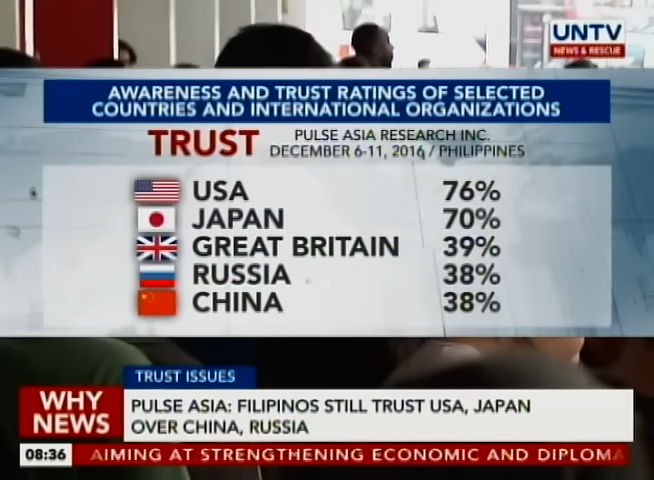 UNTV
NEWS & RESCUE
AWARENESS AND TRUST RATINGS OF SELECTED
COUNTRIES AND INTERNATIONAL ORGANIZATIONS
TRUST PULSE ASIA RESEARCH INC.
DECEMBER 6-11, 2016 / PHILIPPINES
USA 76%
JAPAN 70%
GREAT BRITAIN 39%
RUSSIA 38%
CHINA 38%
TRUST ISSUES
WHY NEWS
PULSE ASIA: FILIPINOS STILL TRUST USA, JAPAN
OVER CHINA, RUSSIA
08:36 AIMING AT STRENGTHENING ECONOMIC AND DIPLOMA